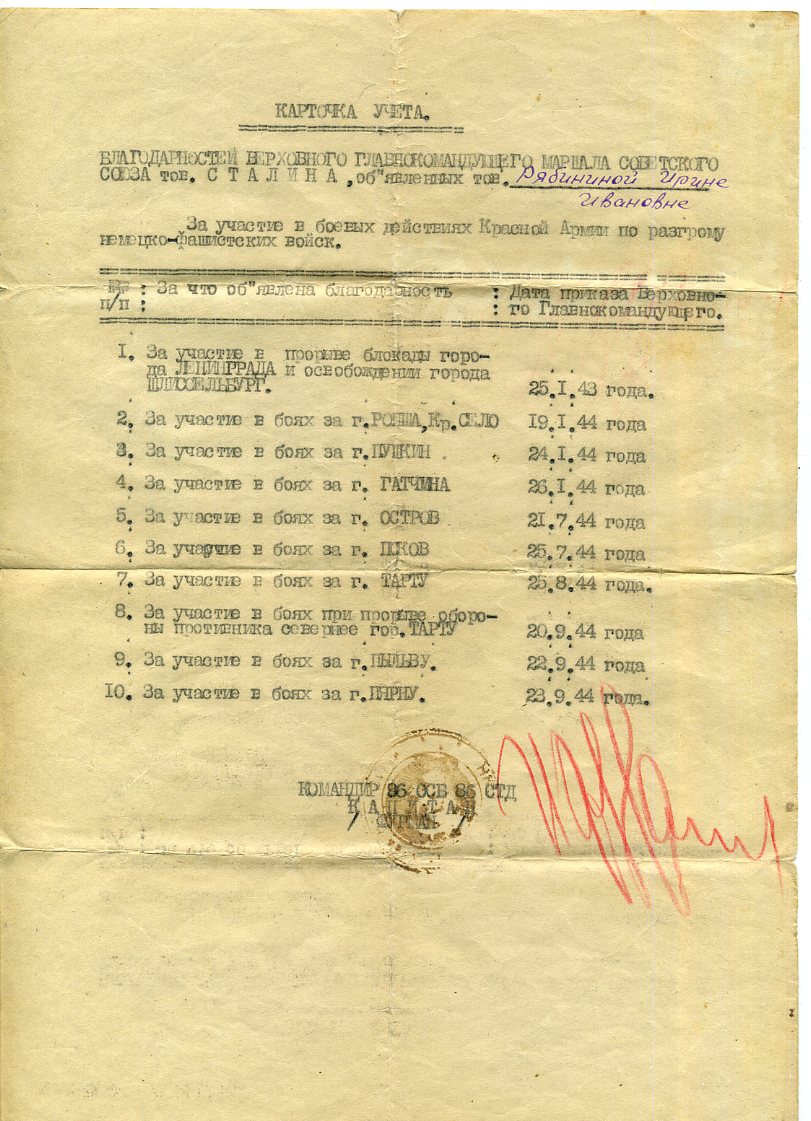 КАРТОЧКА УЧЕТА.
БЛАГОДАРНОСТЕЙ ВЕРХОВНОГО ГЛАВНОКОМАНДУЮЩЕГО МАРШАЛА СОВЕТСКОГО
СОЮЗА тов. С Т А Л И Н А, об"явленных тов. Рябининой Ирине
Ивановне
За участие в боевых действиях Красной Армии по разгрому
немецко-фашистских войск.
№№ : За что об"явлена благодарность : Дата приказа Верховно-
п/п : : го Главнокомандующего.
1. За участие в прорыве блокады горо-
да ЛЕНИНГРАДА и освобождении города
ШЛИССЕЛЬБУРГ. 25.I.43 года.
2. За участие в боях за г.РОПША,Кр.СЕЛО 19.I.44 года
3. За участие в боях за г.ПУШКИН . 24.I.44 года
4. За участие в боях за г. ГАТЧИНА 26.I.44 года
5. За участие в боях за г. ОСТРОВ 21.7.44 года
6. За участие в боях за г. ПСКОВ 25.7.44 года
7. За участие в боях за г. ТАРТУ 25.8.44 года.
8. За участие в боях при прорыве оборо-
ны противника севернее гор.ТАРТУ 20.9.44 года
9. За участие в боях за г.ПЫЛЬВУ. 22.9.44 года
10. За участие в боях за г.ПЯРНУ. 23.9.44 года.
КОМАНДИР 86 ОСБ 86 СТД
К А П И Т А Н